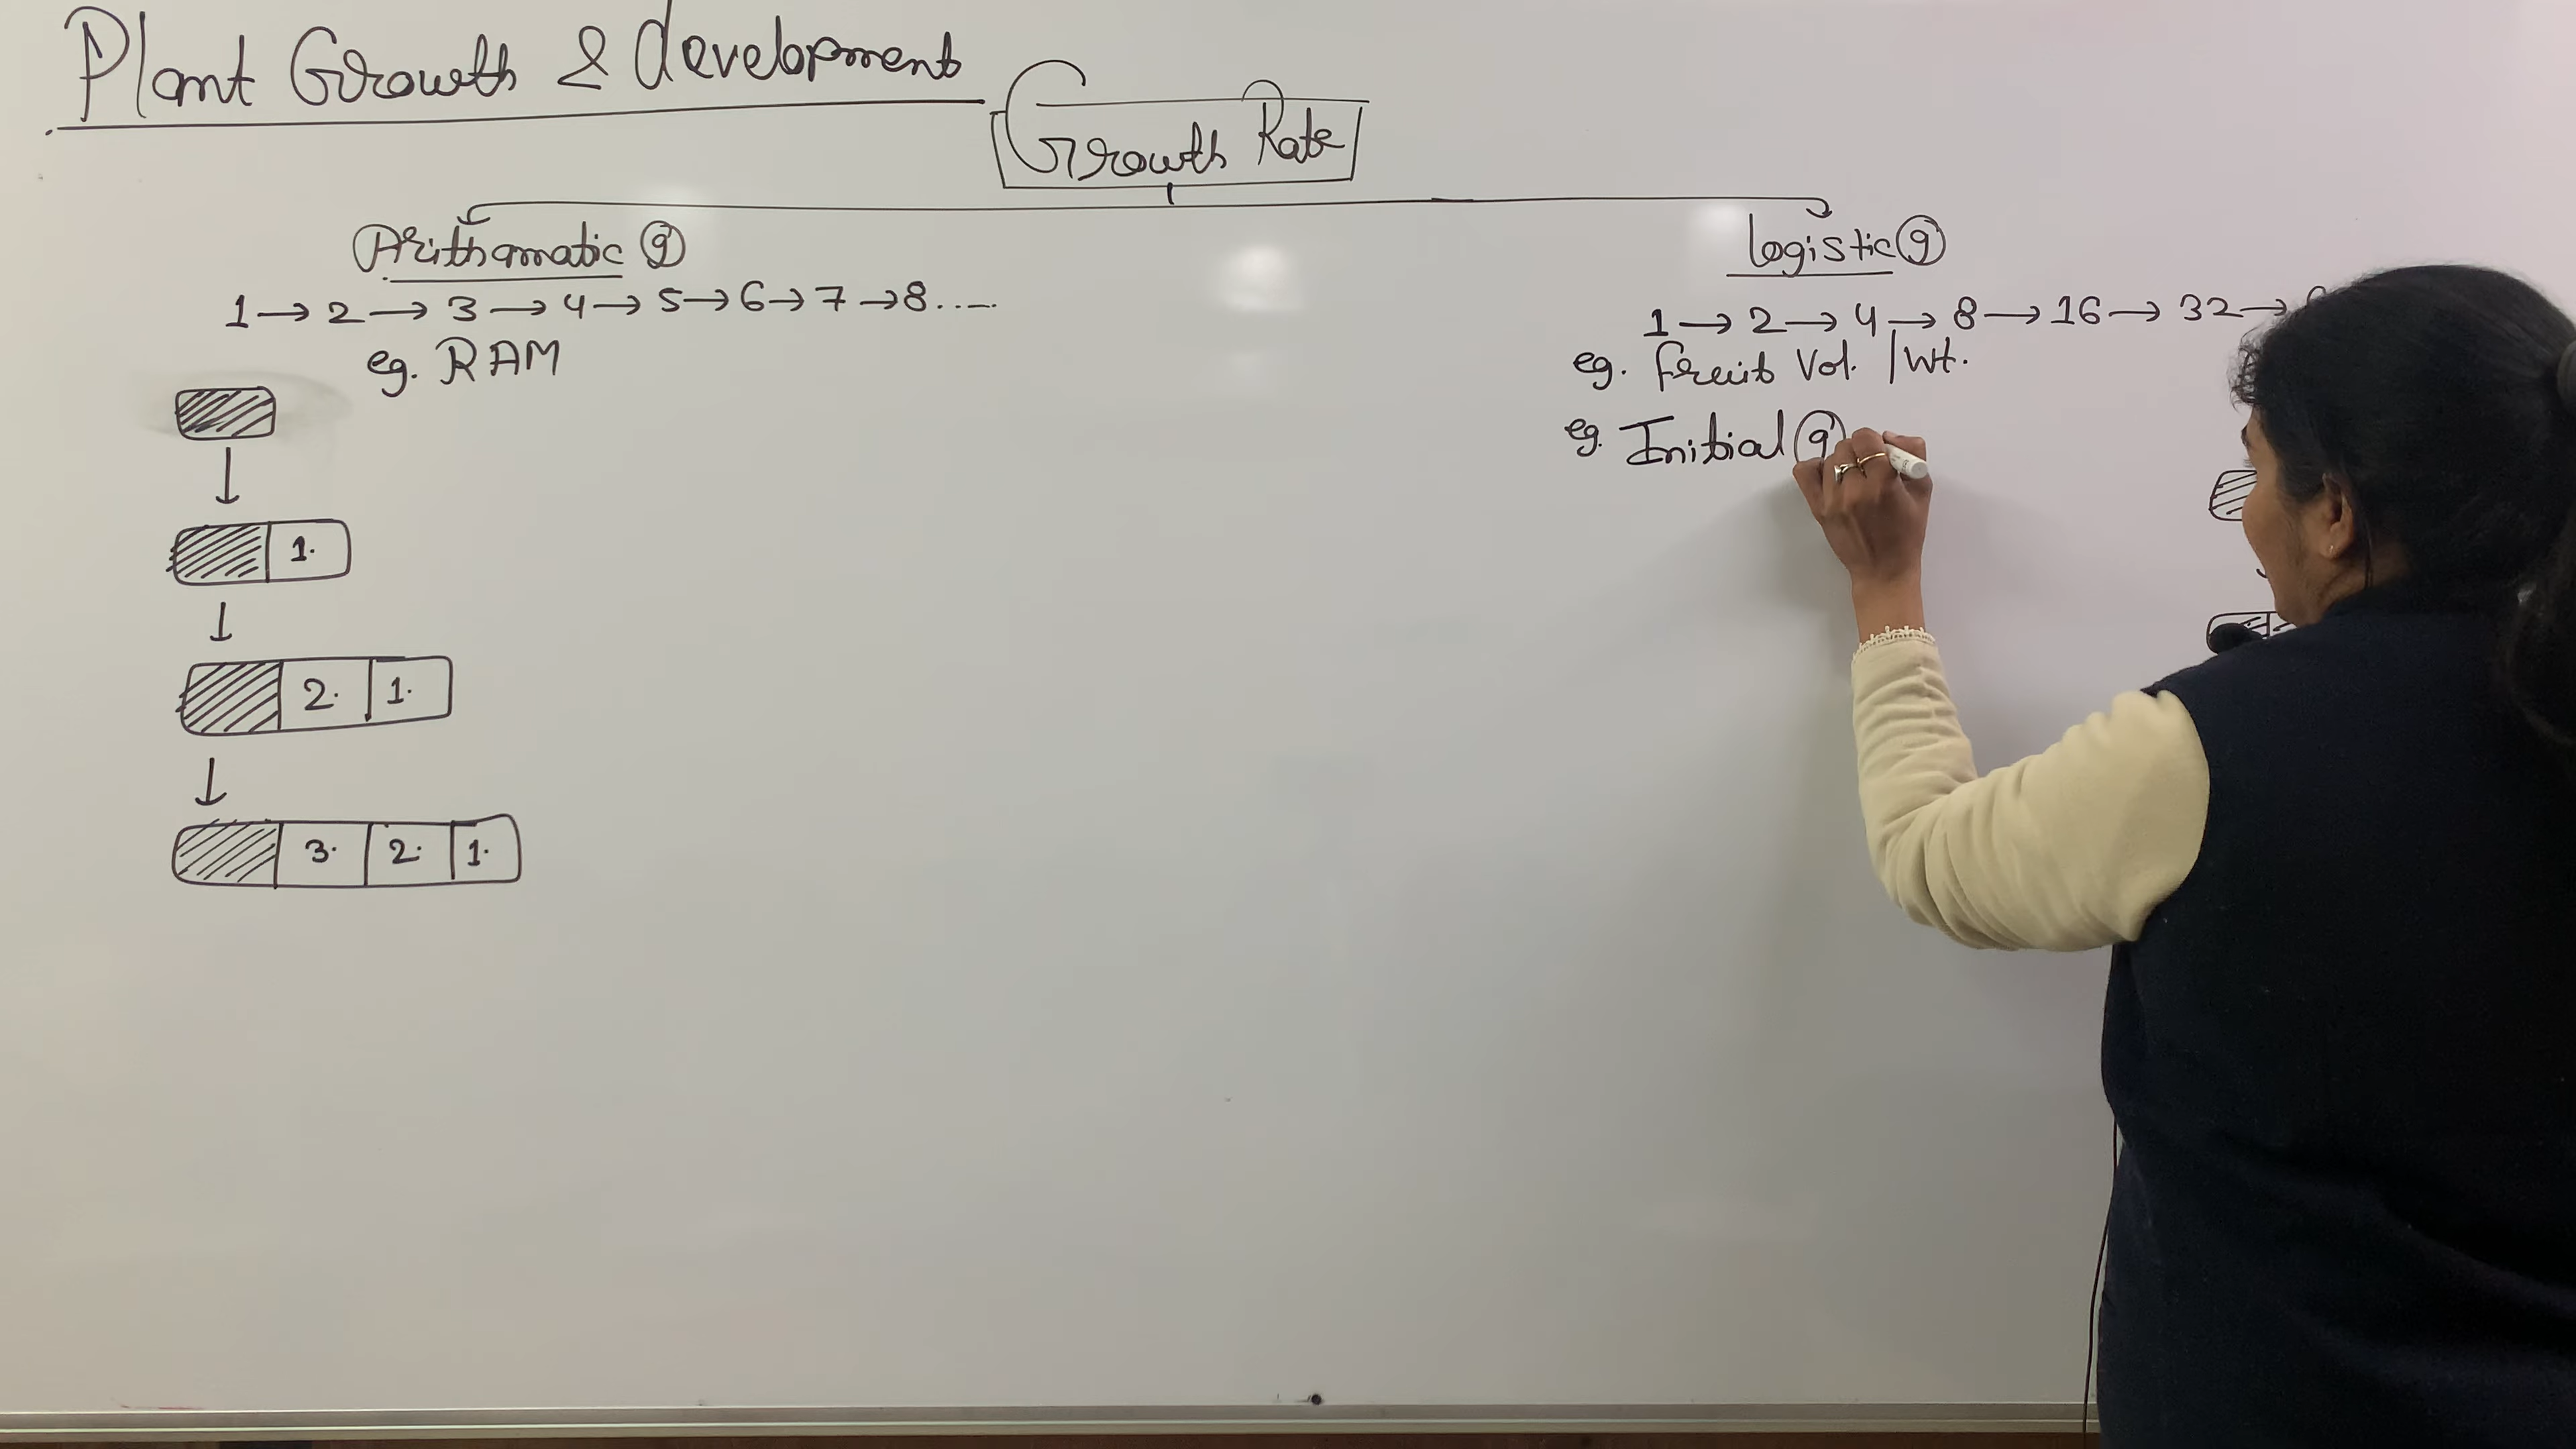 Plant Growth & development
Growth Rate
Arithamatic g
1 → 2 → 3 → 4 → 5 → 6 → 7 → 8.....
eg. RAM
1.
2. 1.
3. 2. 1.
logistic g
1 → 2 → 4 → 8 → 16 → 32 →
eg. Fruit Vol. / Wt.
eg. Initial g